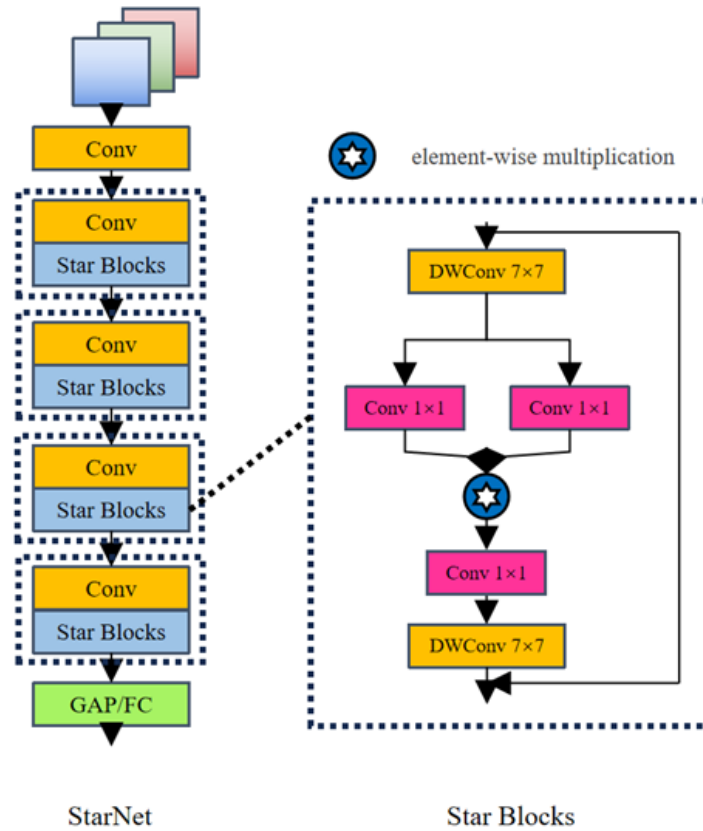 Conv
Conv
Star Blocks
Conv
Star Blocks
Conv
Star Blocks
Conv
Star Blocks
GAP/FC
StarNet
element-wise multiplication
DWConv 7×7
Conv 1×1
Conv 1×1
Conv 1×1
DWConv 7×7
Star Blocks